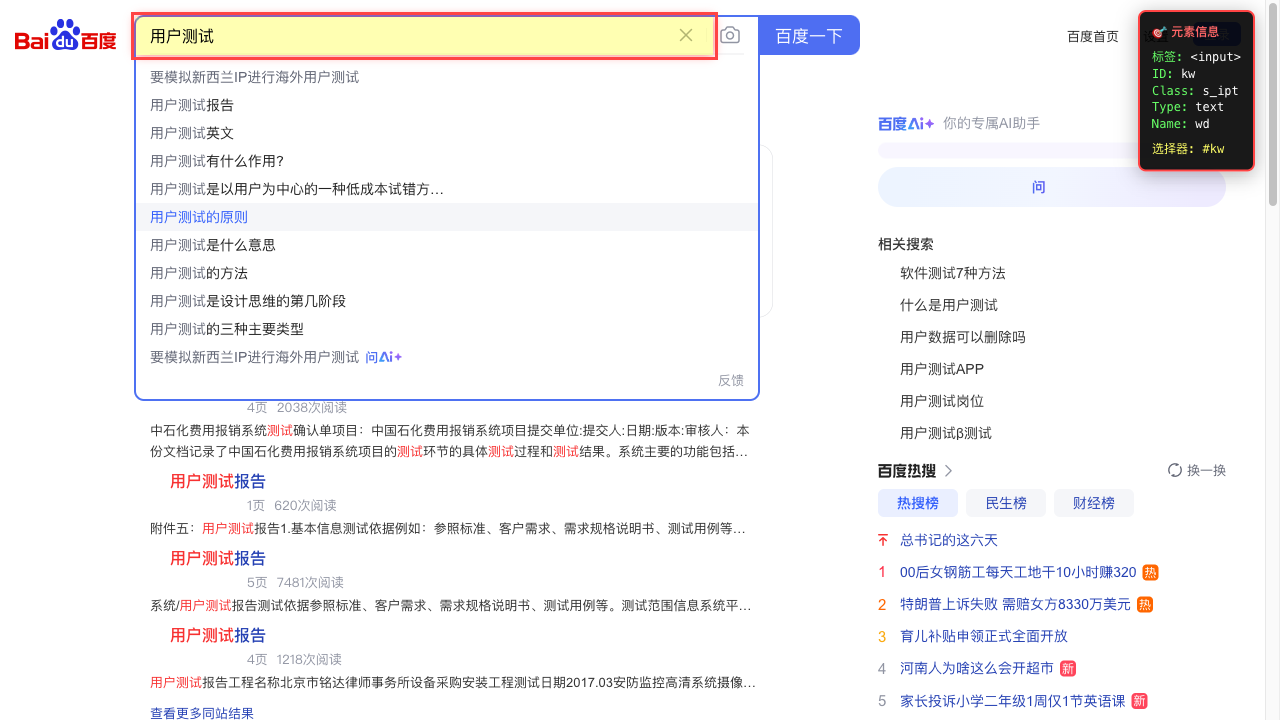 Bai du 百度
用户测试
百度一下
百度首页
元素信息
标签: <input>
ID: kw
Class: s_ipt
Type: text
Name: wd
选择器: #kw
要模拟新西兰IP进行海外用户测试
用户测试报告
用户测试英文
用户测试有什么作用?
用户测试是以用户为中心的一种低成本试错方...
用户测试的原则
用户测试是什么意思
用户测试的方法
用户测试是设计思维的第几阶段
用户测试的三种主要类型
要模拟新西兰IP进行海外用户测试 问Ai+
反馈
4页 2038次阅读
中石化费用报销系统测试确认单项目：中国石化费用报销系统项目提交单位:提交人:日期:版本:审核人：本
份文档记录了中国石化费用报销系统项目的测试环节的具体测试过程和测试结果。系统主要的功能包括...
用户测试报告
1页 620次阅读
附件五：用户测试报告1.基本信息测试依据例如：参照标准、客户需求、需求规格说明书、测试用例等...
用户测试报告
5页 7481次阅读
系统/用户测试报告测试依据参照标准、客户需求、需求规格说明书、测试用例等。测试范围信息系统平...
用户测试报告
4页 1218次阅读
用户测试报告工程名称北京市铭达律师事务所设备采购安装工程测试日期2017.03安防监控高清系统摄像...
查看更多同站结果
百度Ai+ 你的专属AI助手
问
相关搜索
软件测试7种方法
什么是用户测试
用户数据可以删除吗
用户测试APP
用户测试岗位
用户测试β测试
百度热搜 换一换
热搜榜 民生榜 财经榜
总书记的这六天
1 00后女钢筋工每天工地干10小时赚320 热
2 特朗普上诉失败 需赔女方8330万美元 热
3 育儿补贴申领正式全面开放
4 河南人为啥这么会开超市 新
5 家长投诉小学二年级1周仅1节英语课 新